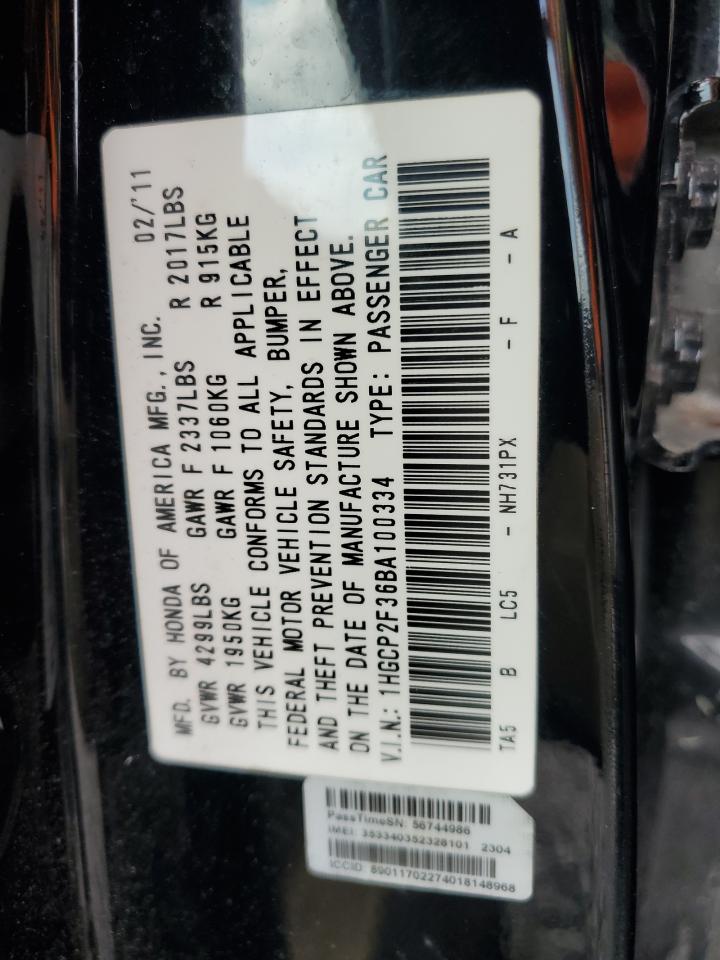 MFD. BY HONDA OF AMERICA MFG., INC. 02/'11
GVWR 4299LBS GAWR F 2337LBS R 2017LBS
GVWR 1950KG GAWR F 1060KG R 915KG
THIS VEHICLE CONFORMS TO ALL APPLICABLE
FEDERAL MOTOR VEHICLE SAFETY, BUMPER,
AND THEFT PREVENTION STANDARDS IN EFFECT
ON THE DATE OF MANUFACTURE SHOWN ABOVE.
V.I.N.: 1HGCP2F36BA100334 TYPE: PASSENGER CAR
TA5 B LC5 - NH731PX - F - A
PassTimeSN: 56744986
IMEI: 353340352328101 2304
ICCID: 89011702274018148968